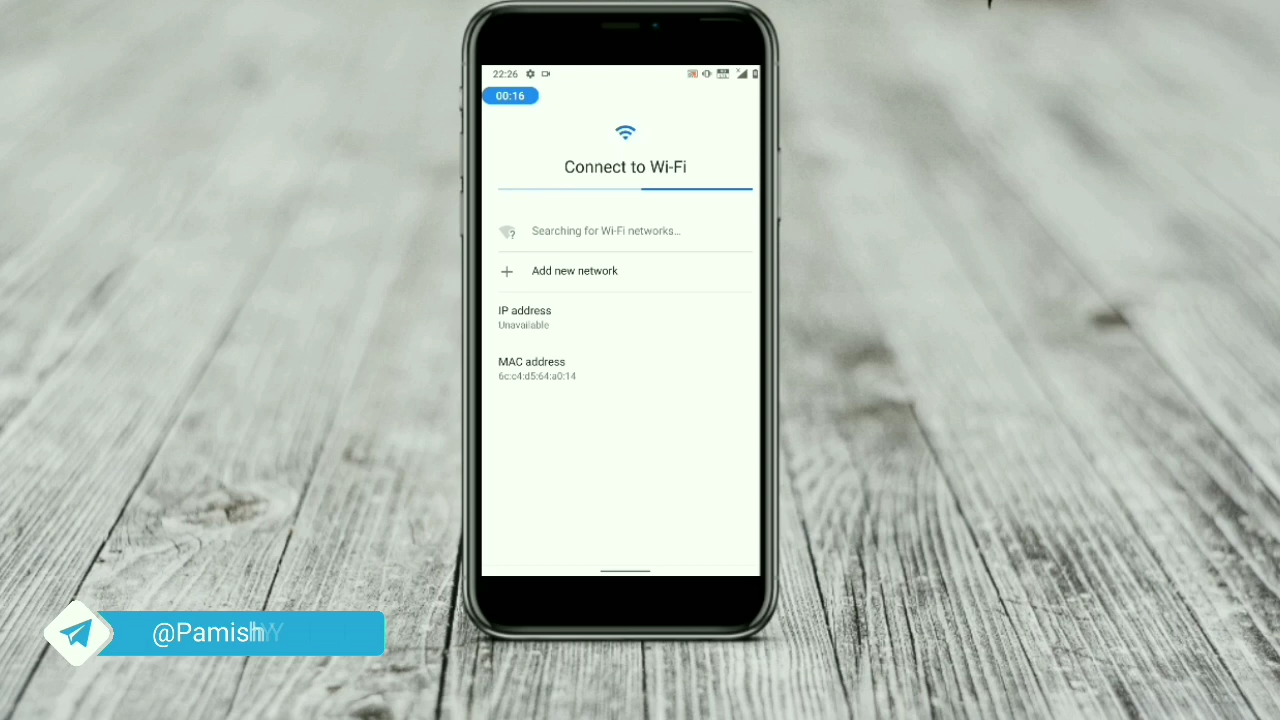 22:26
00:16
Connect to Wi-Fi
Searching for Wi-Fi networks...
Add new network
IP address
Unavailable
MAC address
6c:c4:d5:64:a0:14
@Pamish